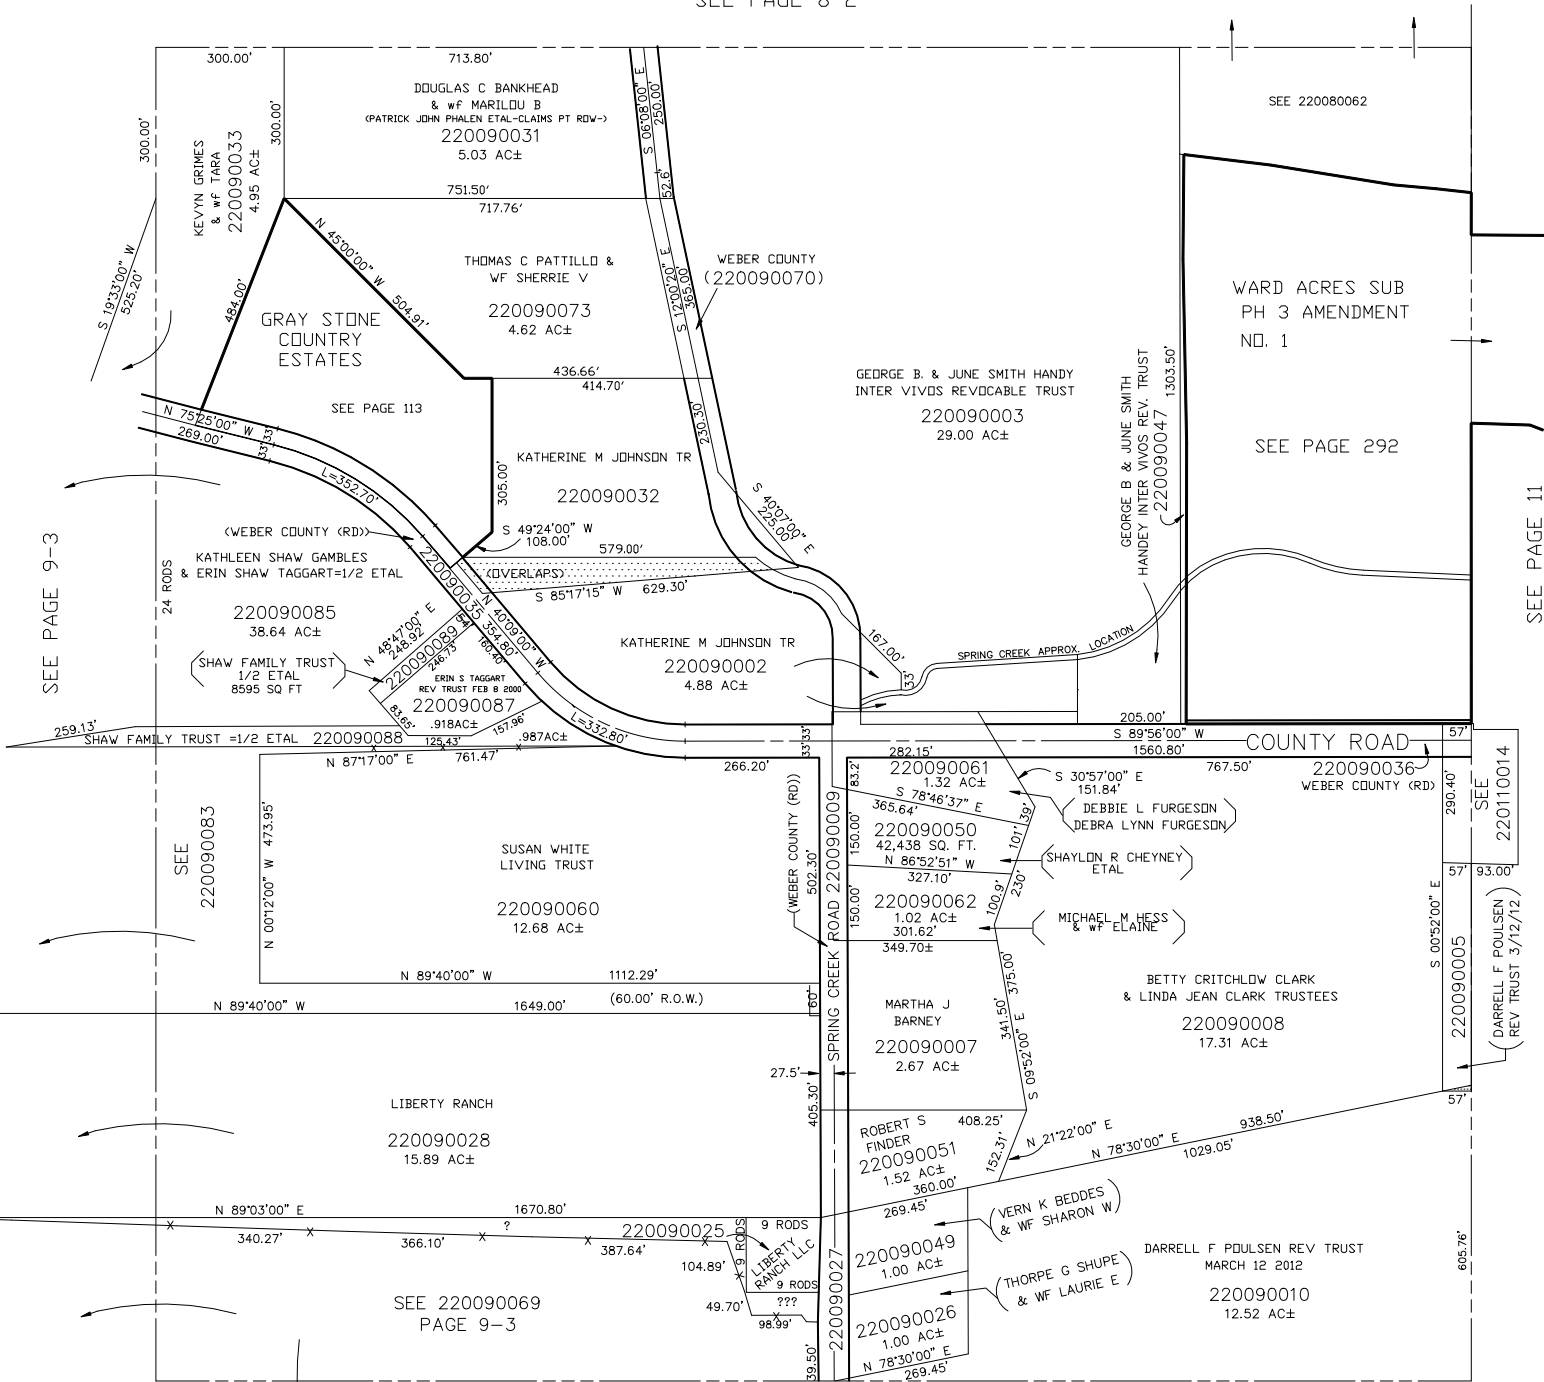 SEE PAGE 8-2
300.00'
713.80'
DOUGLAS C BANKHEAD
& wf MARILOU B
(PATRICK JOHN PHALEN ETAL-CLAIMS PT ROW-)
220090031
5.03 AC±
300.00'
300.00'
KEVYN GRIMES
& wf TARA
220090033
4.95 AC±
S 06°08'00" E
250.00'
52.6'
SEE 220080062
751.50'
717.76'
S 19°33'00" W
525.20'
484.00'
N 45°00'00" W 504.91'
THOMAS C PATTILLO &
WF SHERRIE V
220090073
4.62 AC±
S 12°00'20" E
365.00'
WEBER COUNTY
(220090070)
GRAY STONE
COUNTRY
ESTATES
SEE PAGE 113
WARD ACRES SUB
PH 3 AMENDMENT
NO. 1
SEE PAGE 292
436.66'
414.70'
GEORGE B. & JUNE SMITH HANDY
INTER VIVOS REVOCABLE TRUST
220090003
29.00 AC±
GEORGE B & JUNE SMITH
HANDEY INTER VIVOS REV. TRUST
220090047
1303.50'
N 75°25'00" W
269.00'
33'33'
L=352.70'
305.00'
230.30'
KATHERINE M JOHNSON TR
220090032
S 49°24'00" W
108.00'
579.00'
S 40°07'00" E
225.00'
SEE PAGE 9-3
SEE PAGE 11
24 RODS
(WEBER COUNTY (RD))
KATHLEEN SHAW GAMBLES
& ERIN SHAW TAGGART=1/2 ETAL
220090085
38.64 AC±
220090035
(OVERLAPS)
S 85°17'15" W 629.30'
N 40°09'00" W
354.80'
N 48°47'00" E
248.92'
220090089
246.73'
54'
160.40'
SHAW FAMILY TRUST
1/2 ETAL
8595 SQ FT
ERIN S TAGGART
REV TRUST FEB 8 2000
220090087
.918AC±
83.65'
157.96'
125.43'
.987AC±
L=332.80'
KATHERINE M JOHNSON TR
220090002
4.88 AC±
167.00'
33'
SPRING CREEK APPROX. LOCATION
259.13'
SHAW FAMILY TRUST =1/2 ETAL 220090088
N 87°17'00" E 761.47'
266.20'
33'33'
205.00'
S 89°56'00" W
1560.80'
COUNTY ROAD
57'
282.15'
767.50'
220090036
WEBER COUNTY (RD)
220090061
1.32 AC±
83.2'
S 78°46'37" E
365.64'
S 30°57'00" E
151.84'
DEBBIE L FURGESON
DEBRA LYNN FURGESON
39'
101'
290.40'
SEE
220110014
SEE
220090083
N 00°12'00" W 473.95'
SUSAN WHITE
LIVING TRUST
220090060
12.68 AC±
(WEBER COUNTY (RD))
502.30'
SPRING CREEK ROAD 220090009
150.00'
220090050
42,438 SQ. FT.
N 86°52'51" W
327.10'
SHAYLON R CHEYNEY
ETAL
230'
100.9'
57'
93.00'
150.00'
220090062
1.02 AC±
301.62'
349.70±
MICHAEL M HESS
& wf ELAINE
S 00°52'00" E
220090005
DARRELL F POULSEN
REV TRUST 3/12/12
N 89°40'00" W 1112.29'
(60.00' R.O.W.)
60'
N 89°40'00" W 1649.00'
MARTHA J
BARNEY
220090007
2.67 AC±
S 09°52'00" E
341.50'
375.00'
BETTY CRITCHLOW CLARK
& LINDA JEAN CLARK TRUSTEES
220090008
17.31 AC±
27.5'
405.30'
LIBERTY RANCH
220090028
15.89 AC±
57'
408.25'
ROBERT S
FINDER
220090051
1.52 AC±
152.31'
N 21°22'00" E
N 78°30'00" E
938.50'
1029.05'
360.00'
269.45'
N 89°03'00" E 1670.80'
340.27'
366.10'
?
387.64'
220090025
9 RODS
9 RODS
LIBERTY
RANCH LLC
9 RODS
???
104.89'
49.70'
98.99'
39.50'
SEE 220090069
PAGE 9-3
220090027
220090049
1.00 AC±
VERN K BEDDES
& WF SHARON W
220090026
1.00 AC±
THORPE G SHUPE
& WF LAURIE E
N 78°30'00" E
269.45'
DARRELL F POULSEN REV TRUST
MARCH 12 2012
220090010
12.52 AC±
605.76'